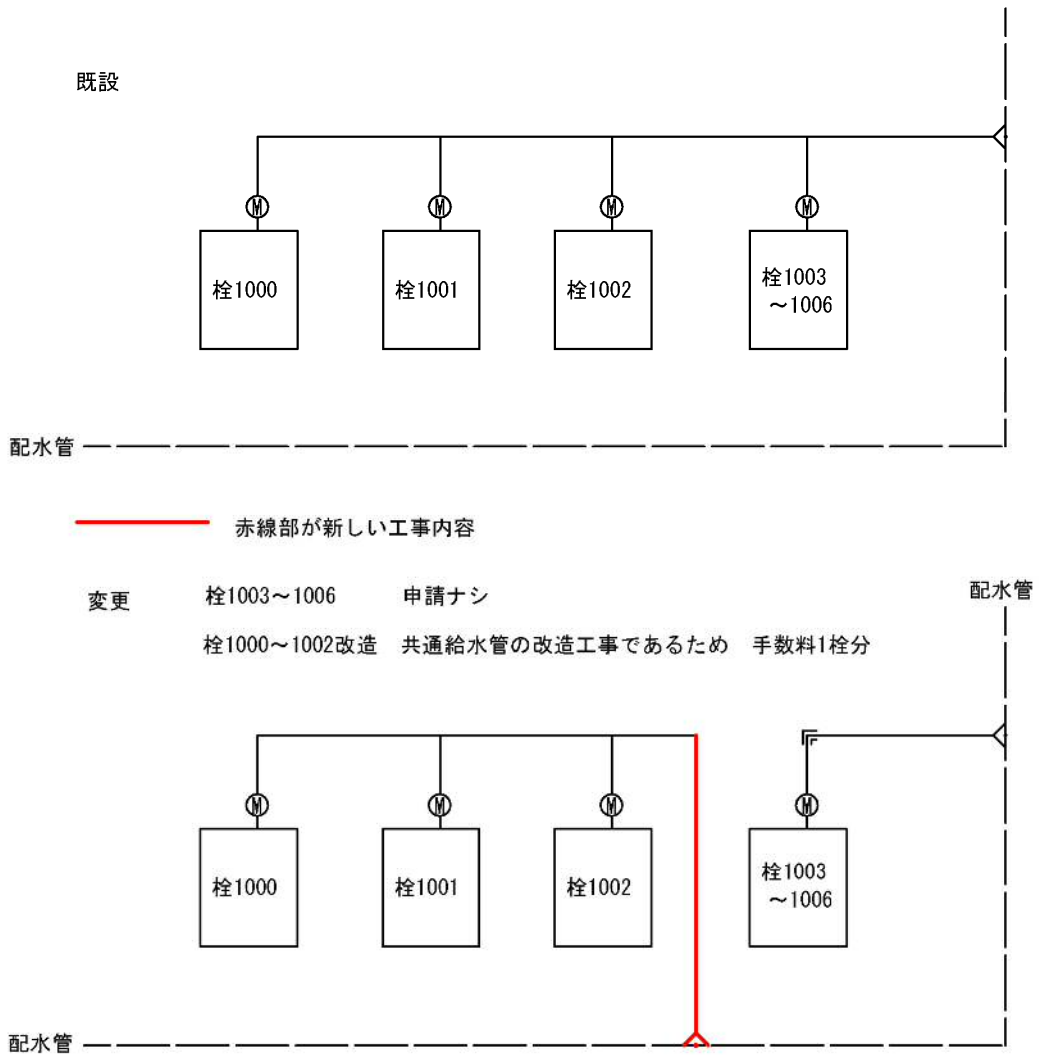 既設
Ⓜ Ⓜ Ⓜ Ⓜ
栓1000 栓1001 栓1002 栓1003
～1006
配水管
赤線部が新しい工事内容
変更 栓1003～1006 申請ナシ
配水管
栓1000～1002改造 共通給水管の改造工事であるため 手数料1栓分
Ⓜ Ⓜ Ⓜ Ⓜ
栓1000 栓1001 栓1002 栓1003
～1006
配水管